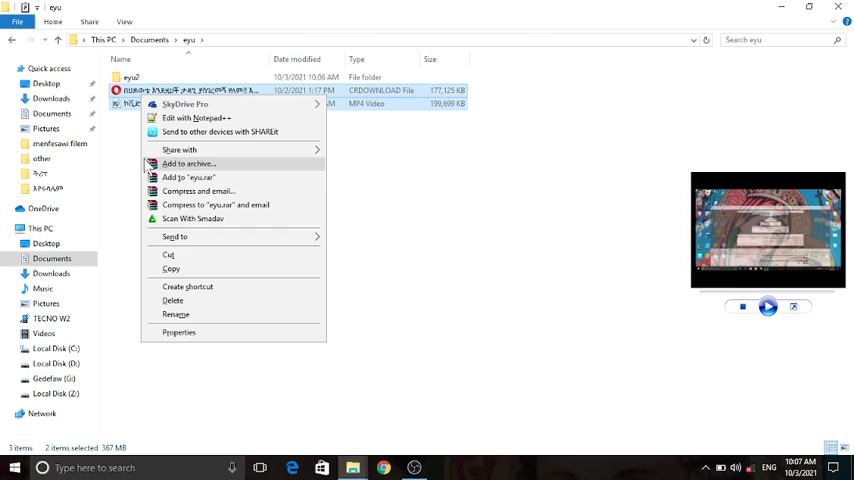 eyu
File
Home
Share
View
This PC
Documents
eyu
Search eyu
Name
Date modified
Type
Size
Quick access
Desktop
Downloads
Documents
Pictures
menfesawi filem
other
ትረፖ
እየሩሳሌም
OneDrive
This PC
Desktop
Documents
Downloads
Music
Pictures
TECNO W2
Videos
Local Disk (C:)
Local Disk (D:)
Gedefaw (G:)
Local Disk (Z:)
Network
eyu2
10/3/2021 10:06 AM
File folder
10/2/2021 1:17 PM
CRDOWNLOAD File
177,125 KB
AM
MP4 Video
199,699 KB
SkyDrive Pro
Edit with Notepad++
Send to other devices with SHAREit
Share with
Add to archive...
Add to "eyu.rar"
Compress and email...
Compress to "eyu.rar" and email
Scan With Smadav
Send to
Cut
Copy
Create shortcut
Delete
Rename
Properties
3 items
2 items selected 367 MB
Type here to search
ENG
10:07 AM
10/3/2021